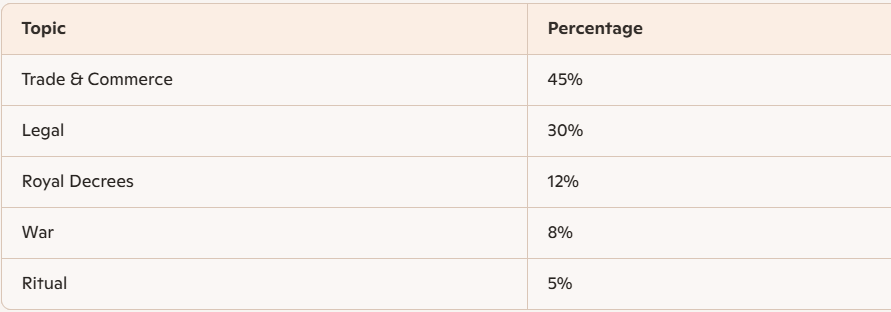 Topic Percentage
Trade & Commerce 45%
Legal 30%
Royal Decrees 12%
War 8%
Ritual 5%